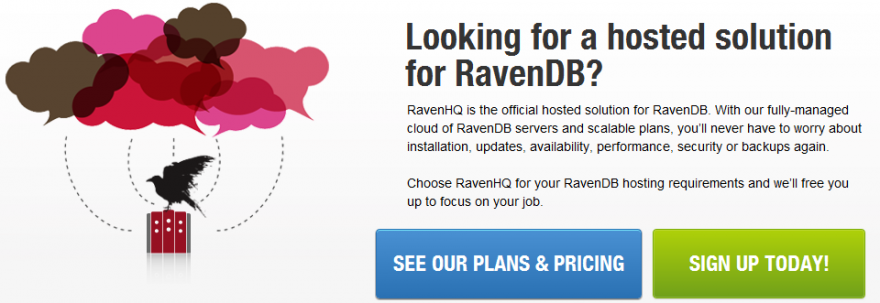 Looking for a hosted solution
for RavenDB?
RavenHQ is the official hosted solution for RavenDB. With our fully-managed
cloud of RavenDB servers and scalable plans, you'll never have to worry about
installation, updates, availability, performance, security or backups again.
Choose RavenHQ for your RavenDB hosting requirements and we'll free you
up to focus on your job.
SEE OUR PLANS & PRICING
SIGN UP TODAY!